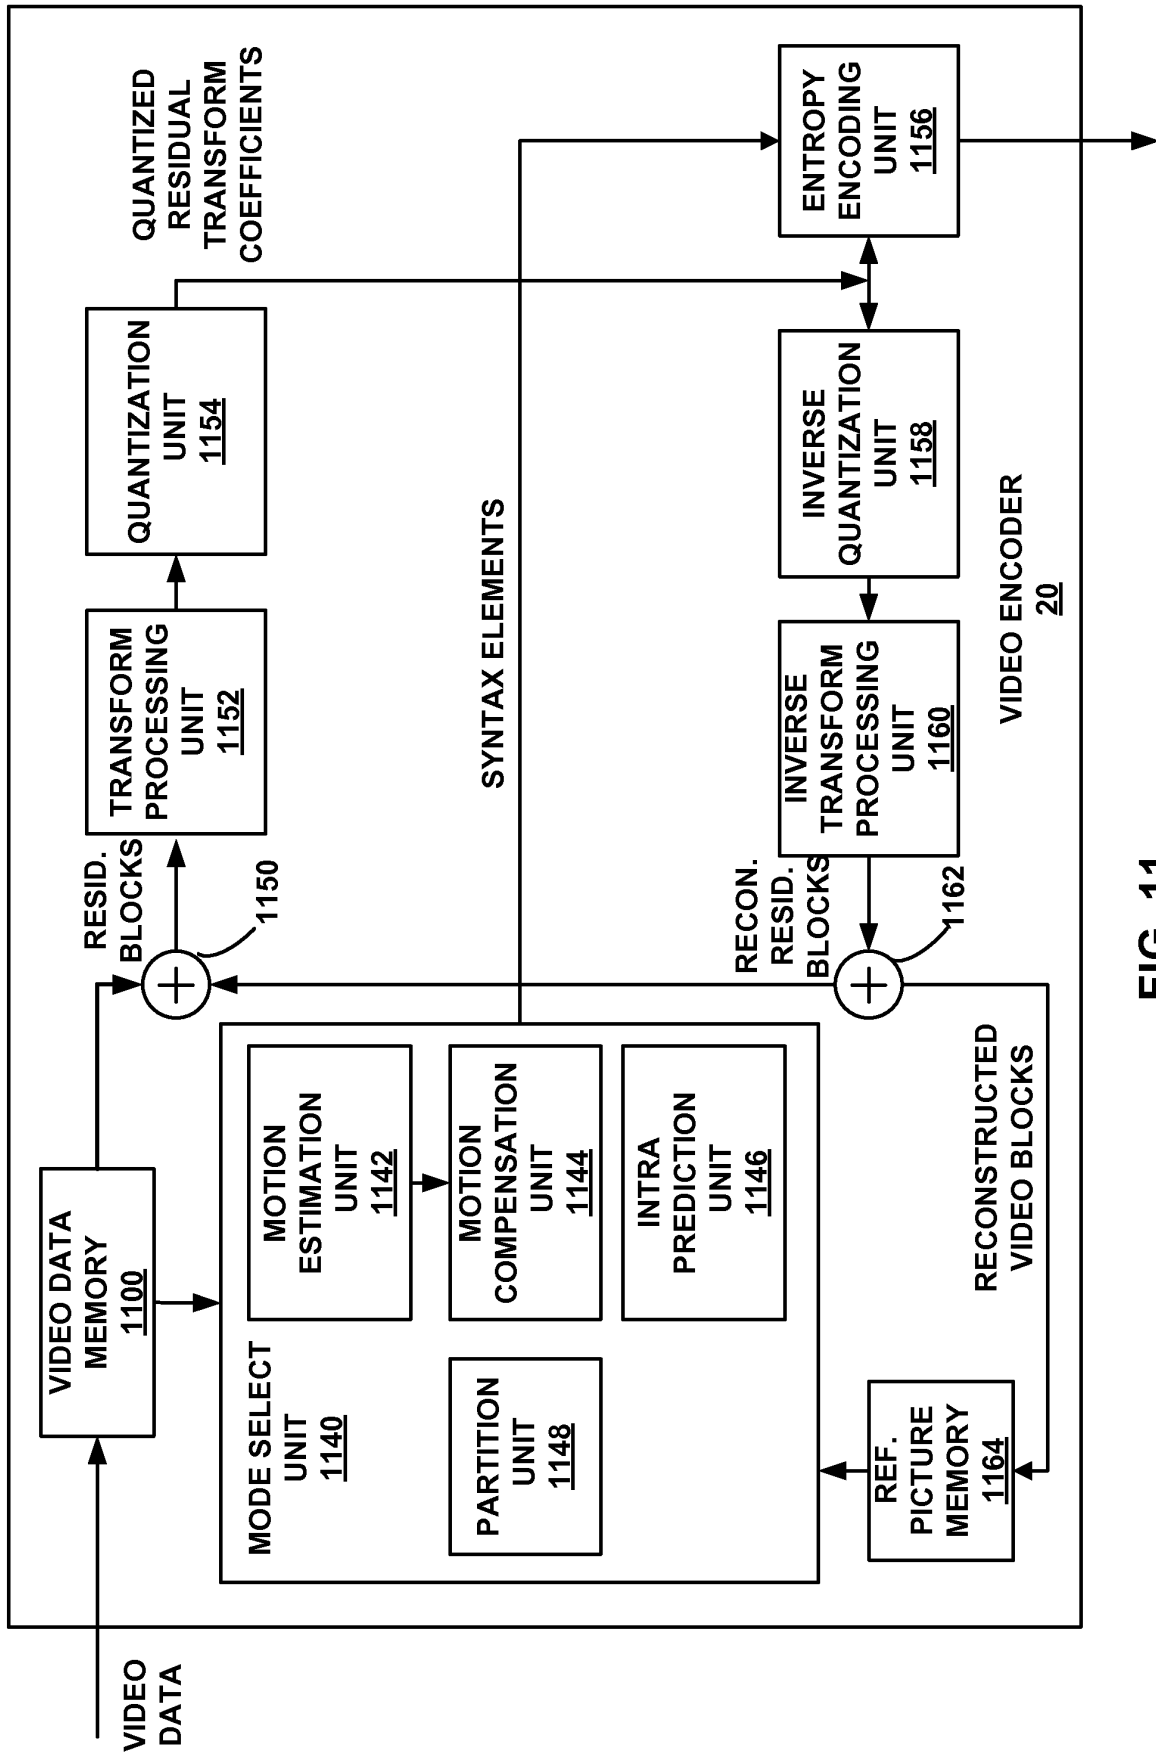 VIDEO
DATA
VIDEO DATA
MEMORY
1100
MODE SELECT
UNIT
1140
MOTION
ESTIMATION
UNIT
1142
MOTION
COMPENSATION
UNIT
1144
INTRA
PREDICTION
UNIT
1146
PARTITION
UNIT
1148
REF.
PICTURE
MEMORY
1164
RECONSTRUCTED
VIDEO BLOCKS
RESID.
BLOCKS
1150
TRANSFORM
PROCESSING
UNIT
1152
QUANTIZATION
UNIT
1154
QUANTIZED
RESIDUAL
TRANSFORM
COEFFICIENTS
SYNTAX ELEMENTS
RECON.
RESID.
BLOCKS
1162
INVERSE
TRANSFORM
PROCESSING
UNIT
1160
INVERSE
QUANTIZATION
UNIT
1158
ENTROPY
ENCODING
UNIT
1156
VIDEO ENCODER
20
FIG. 11